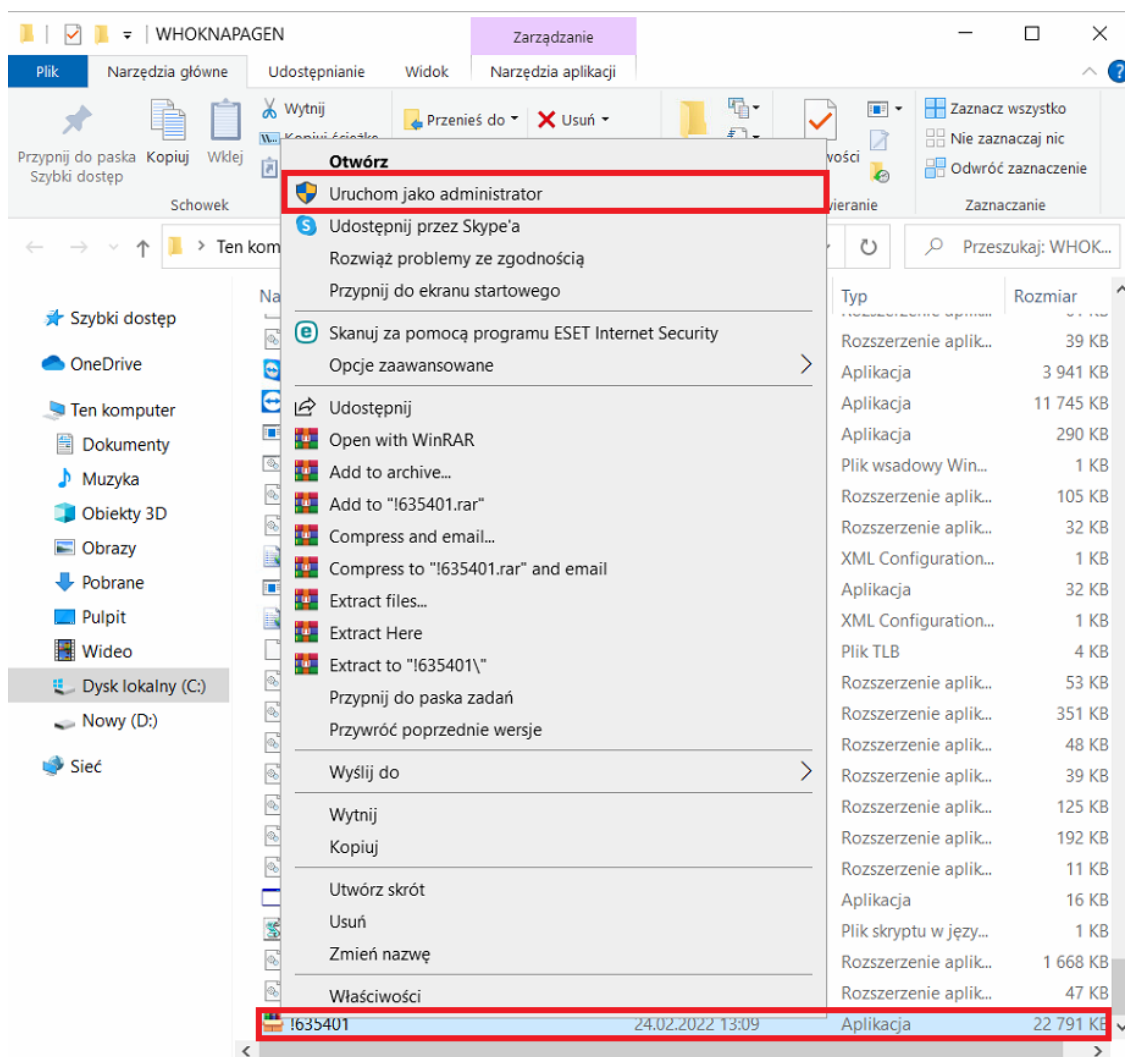 WHOKNAPAGEN
Zarządzanie
Plik Narzędzia główne Udostępnianie Widok Narzędzia aplikacji
Przypnij do paska Szybki dostęp
Kopiuj
Wklej
Wytnij
Kopiuj ścieżkę
Schowek
Przenieś do
Usuń
Zaznacz wszystko
Nie zaznaczaj nic
Odwróć zaznaczenie
Zaznaczanie
Przeszukaj: WHOK...
Szybki dostęp
OneDrive
Ten komputer
Dokumenty
Muzyka
Obiekty 3D
Obrazy
Pobrane
Pulpit
Wideo
Dysk lokalny (C:)
Nowy (D:)
Sieć
Otwórz
Uruchom jako administrator
Udostępnij przez Skype'a
Rozwiąż problemy ze zgodnością
Przypnij do ekranu startowego
Skanuj za pomocą programu ESET Internet Security
Opcje zaawansowane
Udostępnij
Open with WinRAR
Add to archive...
Add to "!635401.rar"
Compress and email...
Compress to "!635401.rar" and email
Extract files...
Extract Here
Extract to "!635401\"
Przypnij do paska zadań
Przywróć poprzednie wersje
Wyślij do
Wytnij
Kopiuj
Utwórz skrót
Usuń
Zmień nazwę
Właściwości
Typ Rozmiar
Rozszerzenie aplik... 39 KB
Aplikacja 3 941 KB
Aplikacja 11 745 KB
Aplikacja 290 KB
Plik wsadowy Win... 1 KB
Rozszerzenie aplik... 105 KB
Rozszerzenie aplik... 32 KB
XML Configuration... 1 KB
Aplikacja 32 KB
XML Configuration... 1 KB
Plik TLB 4 KB
Rozszerzenie aplik... 53 KB
Rozszerzenie aplik... 351 KB
Rozszerzenie aplik... 48 KB
Rozszerzenie aplik... 39 KB
Rozszerzenie aplik... 125 KB
Rozszerzenie aplik... 192 KB
Rozszerzenie aplik... 11 KB
Aplikacja 16 KB
Plik skryptu w języ... 1 KB
Rozszerzenie aplik... 1 668 KB
Rozszerzenie aplik... 47 KB
!635401 24.02.2022 13:09 Aplikacja 22 791 KB